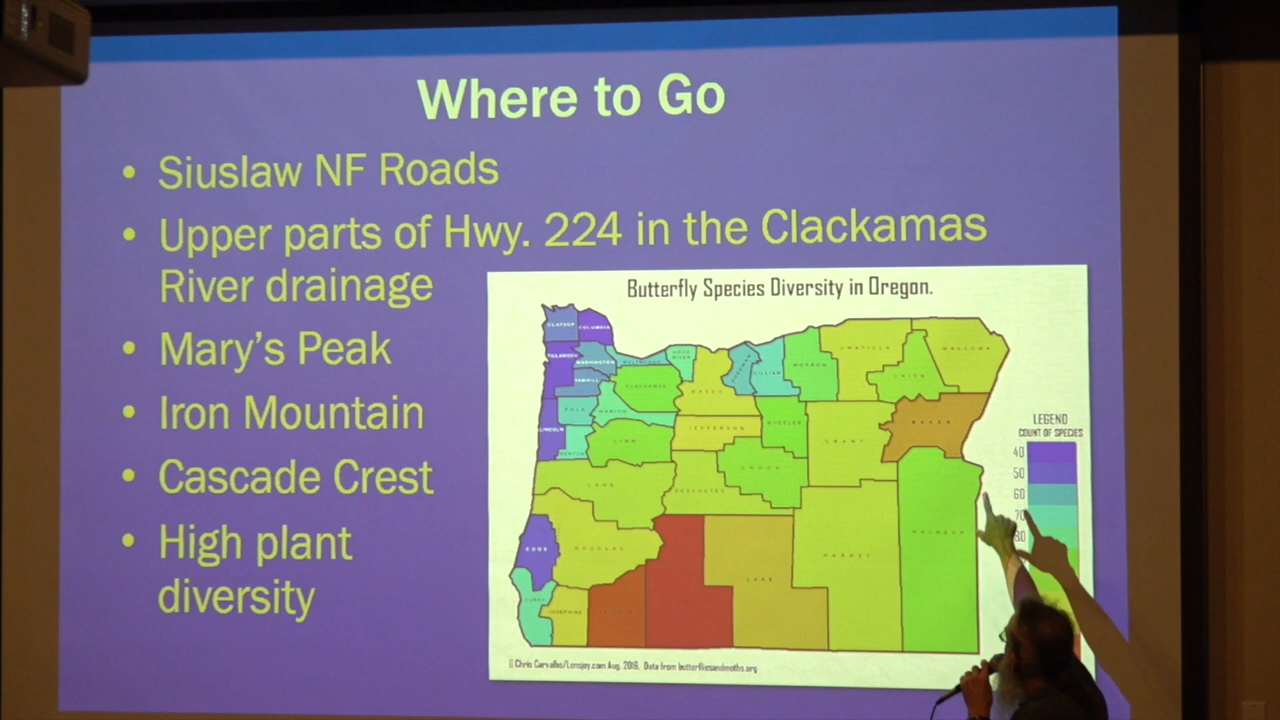 Where to Go
• Siuslaw NF Roads
• Upper parts of Hwy. 224 in the Clackamas
River drainage
• Mary's Peak
• Iron Mountain
• Cascade Crest
• High plant
diversity
Butterfly Species Diversity in Oregon.
CLATSOP
COLUMBIA
TILLAMOOK
WASHINGTON
YAMHILL
MULTNOMAH
HOOD
RIVER
CLACKAMAS
WASCO
SHERMAN
GILLIAM
MORROW
UMATILLA
UNION
WALLOWA
POLK
MARION
LINCOLN
BENTON
LINN
JEFFERSON
WHEELER
GRANT
BAKER
LANE
DESCHUTES
CROOK
COOS
DOUGLAS
HARNEY
MALHEUR
LAKE
CURRY
JOSEPHINE
LEGEND
COUNT OF SPECIES
40
50
60
70
80
© Chris Carvalho/Lensjoy.com Aug. 2016. Data from butterfliesandmoths.org